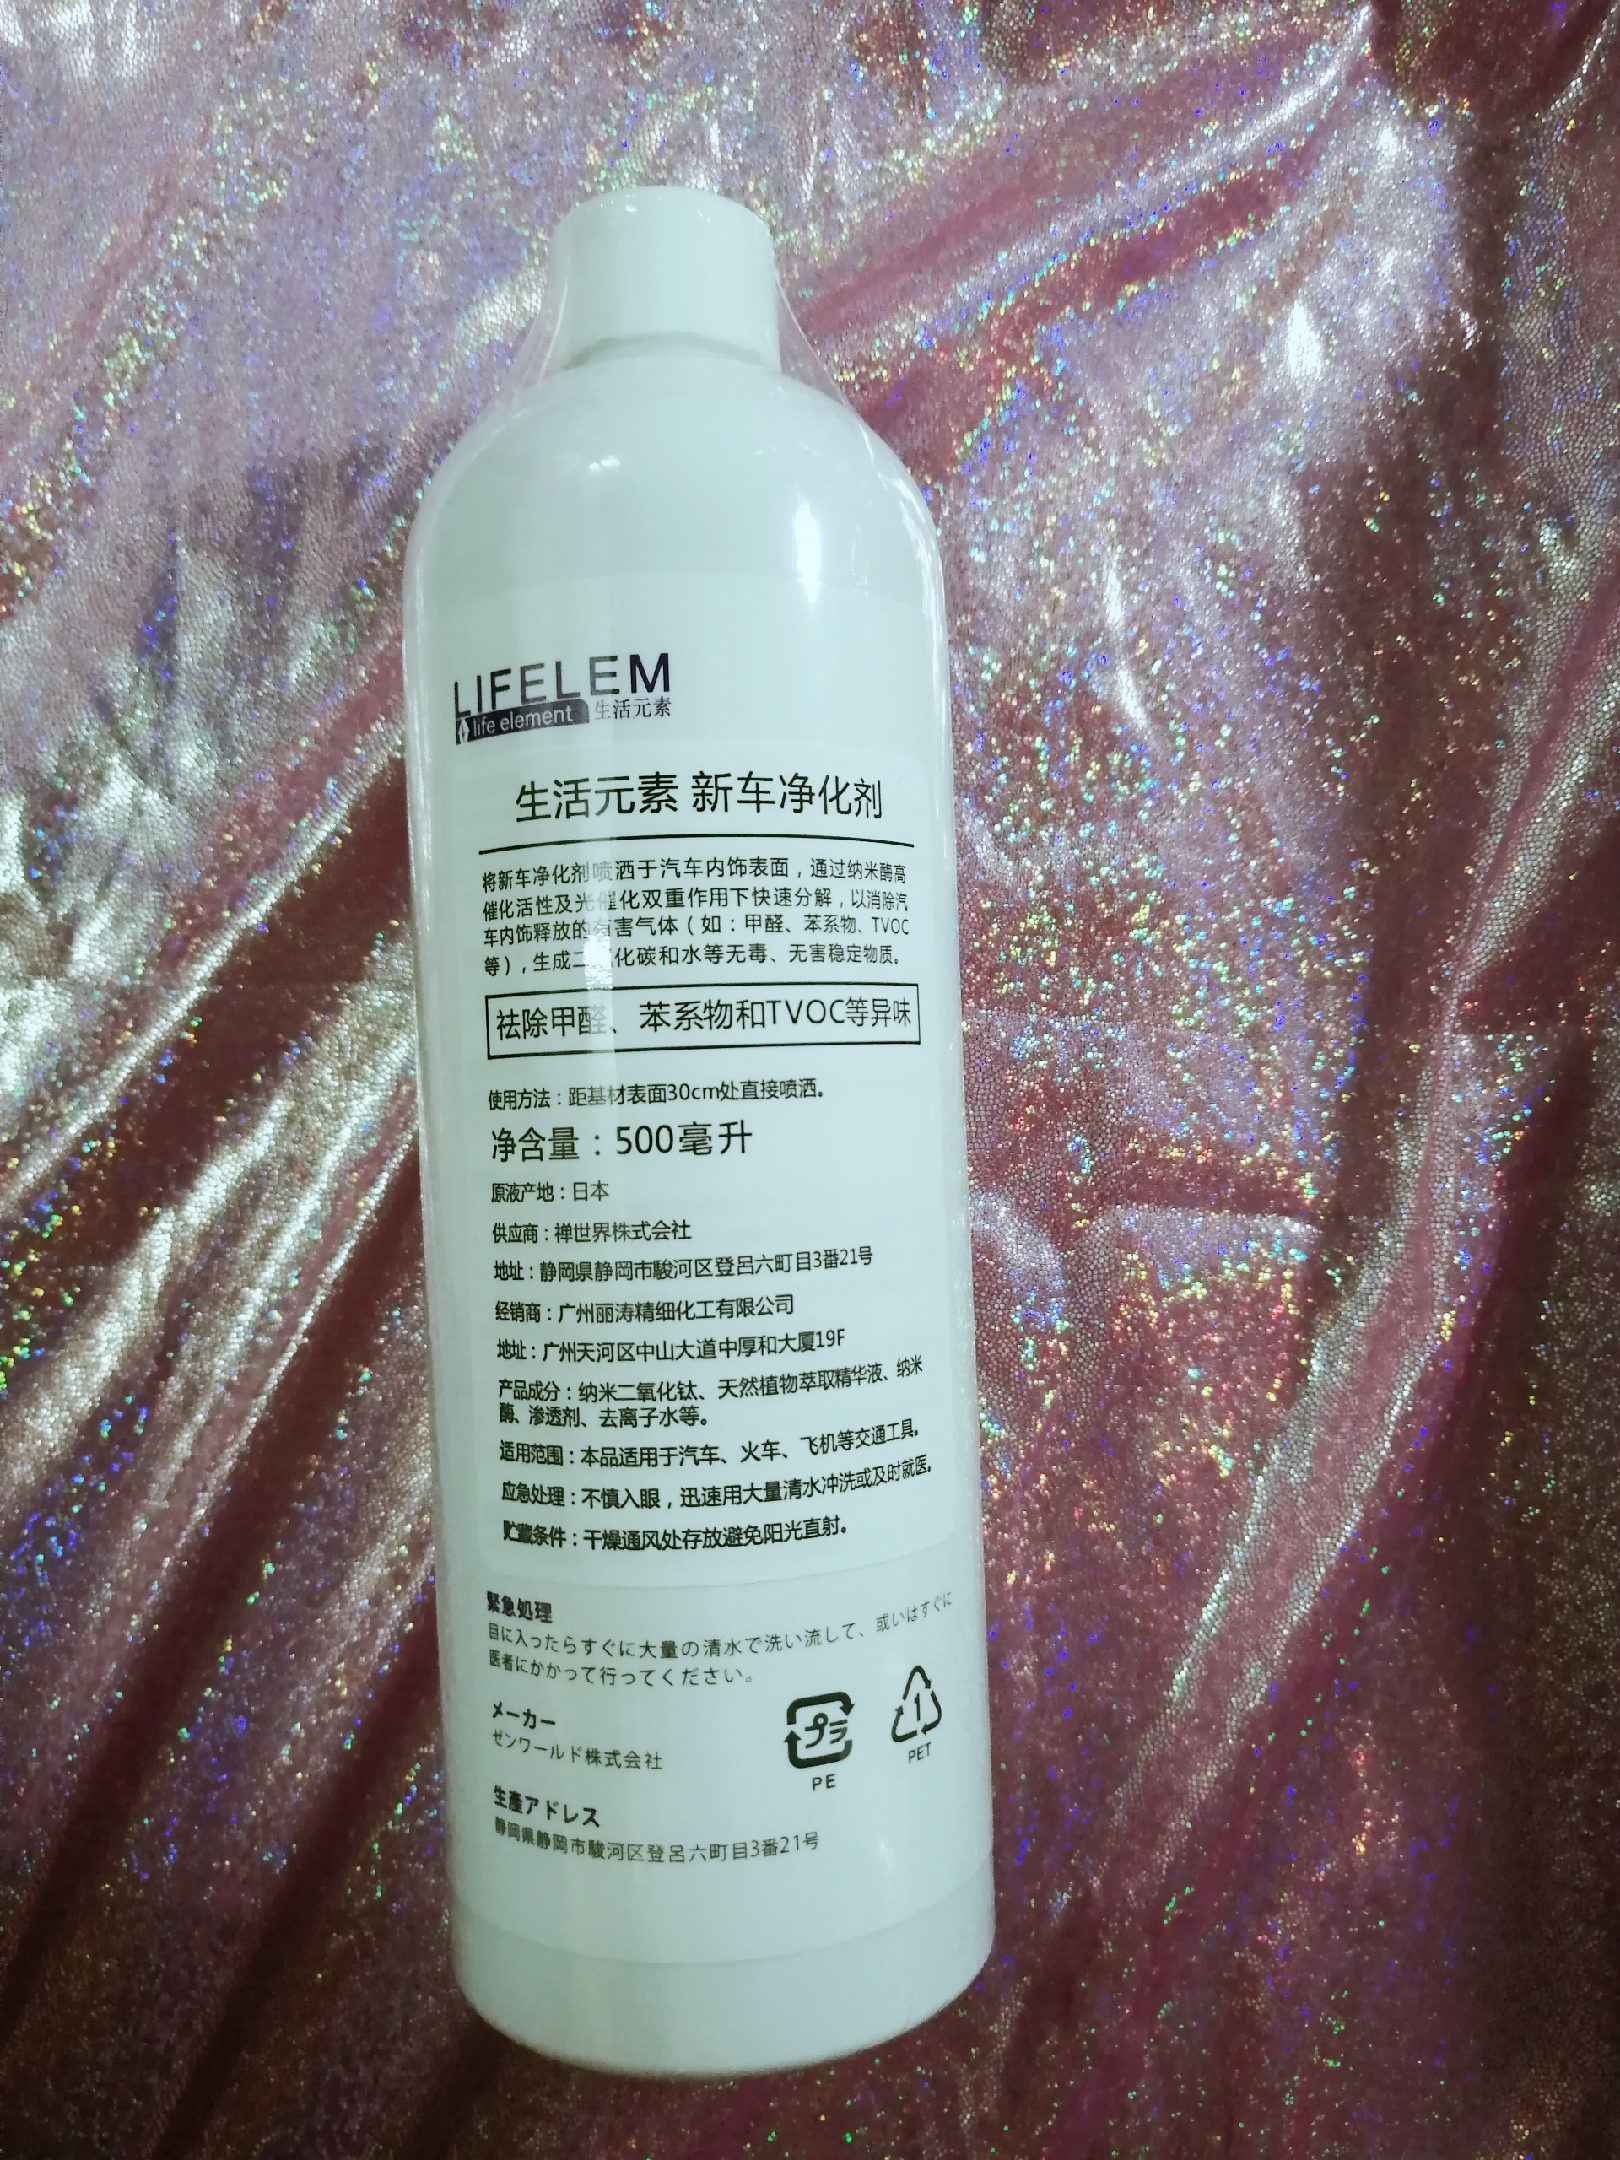 LIFELEM
life element 生活元素
生活元素 新车净化剂
将新车净化剂喷洒于汽车内饰表面，通过纳米酶高
催化活性及光催化双重作用下快速分解，以消除汽
车内饰释放的有害气体（如：甲醛、苯系物、TVOC
等），生成二氧化碳和水等无毒、无害稳定物质。
祛除甲醛、苯系物和TVOC等异味
使用方法：距基材表面30cm处直接喷洒。
净含量：500毫升
原液产地：日本
供应商：禅世界株式会社
地址：静岡県静岡市駿河区登呂六町目3番21号
经销商：广州丽涛精细化工有限公司
地址：广州天河区中山大道中厚和大厦19F
产品成分：纳米二氧化钛、天然植物萃取精华液、纳米
酶、渗透剂、去离子水等。
适用范围：本品适用于汽车、火车、飞机等交通工具。
应急处理：不慎入眼，迅速用大量清水冲洗或及时就医。
贮藏条件：干燥通风处存放避免阳光直射。
緊急処理
目に入ったらすぐに大量の清水で洗い流して、或いはすぐに
医者にかかって行ってください。
メーカー
ゼンワールド株式会社
生產アドレス
静岡県静岡市駿河区登呂六町目3番21号
プラ
PE
1
PET